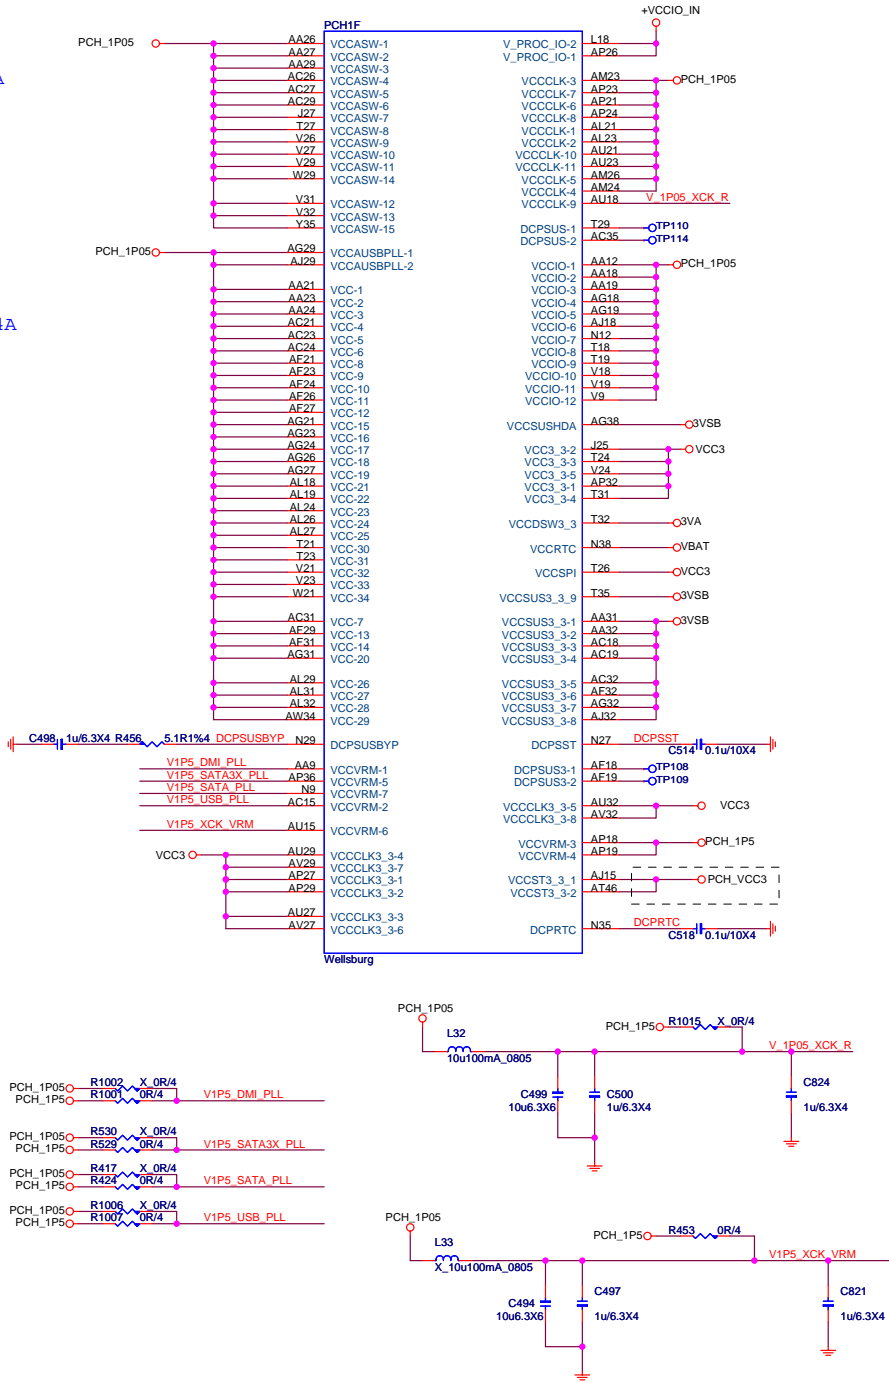 +VCCIO_IN
PCH1F
PCH_1P05 AA26 VCCASW-1 V_PROC_IO-2 L18
AA27 VCCASW-2 V_PROC_IO-1 AP26
AA29 VCCASW-3
A
AC26 VCCASW-4 VCCCLK-3 AM23 PCH_1P05
AC27 VCCASW-5 VCCCLK-7 AP23
AC29 VCCASW-6 VCCCLK-6 AP21
J27 VCCASW-7 VCCCLK-8 AP24
T27 VCCASW-8 VCCCLK-1 AL21
V26 VCCASW-9 VCCCLK-2 AL23
V27 VCCASW-10 VCCCLK-10 AU21
V29 VCCASW-11 VCCCLK-11 AU23
W29 VCCASW-14 VCCCLK-5 AM26
VCCCLK-4 AM24
V31 VCCASW-12 VCCCLK-9 AU18 V_1P05_XCK_R
V32 VCCASW-13
Y35 VCCASW-15 DCPSUS-1 T29 TP110
DCPSUS-2 AC35 TP114
PCH_1P05 AG29 VCCAUSBPLL-1
AJ29 VCCAUSBPLL-2 VCCIO-1 AA12 PCH_1P05
VCCIO-2 AA18
AA21 VCC-1 VCCIO-3 AA19
AA23 VCC-2 VCCIO-4 AG18
AA24 VCC-3 VCCIO-5 AG19
AC21 VCC-4 VCCIO-6 AJ18
AC23 VCC-5 VCCIO-7 N12
AC24 VCC-6 VCCIO-8 T18
AF21 VCC-8 VCCIO-9 T19
AF23 VCC-9 VCCIO-10 V18
AF24 VCC-10 VCCIO-11 V19
AF26 VCC-11 VCCIO-12 V9
AF27 VCC-12
AG21 VCC-15 VCCSUSHDA AG38 3VSB
AG23 VCC-16
AG24 VCC-17 VCC3_3-2 J25 VCC3
AG26 VCC-18 VCC3_3-3 T24
AG27 VCC-19 VCC3_3-5 V24
AL18 VCC-21 VCC3_3-1 AP32
AL19 VCC-22 VCC3_3-4 T31
AL24 VCC-23
AL26 VCC-24 VCCDSW3_3 T32 3VA
AL27 VCC-25
T21 VCC-30 VCCRTC N38 VBAT
T23 VCC-31
V21 VCC-32 VCCSPI T26 VCC3
V23 VCC-33
W21 VCC-34 VCCSUS3_3_9 T35 3VSB
AC31 VCC-7 VCCSUS3_3-1 AA31 3VSB
AF29 VCC-13 VCCSUS3_3-2 AA32
AF31 VCC-14 VCCSUS3_3-3 AC18
AG31 VCC-20 VCCSUS3_3-4 AC19
AL29 VCC-26 VCCSUS3_3-5 AC32
AL31 VCC-27 VCCSUS3_3-6 AF32
AL32 VCC-28 VCCSUS3_3-7 AG32
AW34 VCC-29 VCCSUS3_3-8 AJ32
C498 1u/6.3X4 R456 5.1R1%4 DCPSUSBYP N29 DCPSUSBYP DCPSST N27 DCPSST C514 0.1u/10X4
V1P5_DMI_PLL AA9 VCCVRM-1 DCPSUS3-1 AF18 TP108
V1P5_SATA3X_PLL AP36 VCCVRM-5 DCPSUS3-2 AF19 TP109
V1P5_SATA_PLL N9 VCCVRM-7
V1P5_USB_PLL AC15 VCCVRM-2 VCCCLK3_3-5 AU32 VCC3
VCCCLK3_3-8 AV32
V1P5_XCK_VRM AU15 VCCVRM-6
VCCVRM-3 AP18 PCH_1P5
VCC3 AU29 VCCCLK3_3-4 VCCVRM-4 AP19
AV29 VCCCLK3_3-7
AP27 VCCCLK3_3-1 VCCST3_3_1 AJ15 PCH_VCC3
AP29 VCCCLK3_3-2 VCCST3_3-2 AT46
AU27 VCCCLK3_3-3
AV27 VCCCLK3_3-6 DCPRTC N35 DCPRTC C518 0.1u/10X4
Wellsburg
PCH_1P05
L32
10u100mA_0805
PCH_1P5 R1015 X_0R/4
V_1P05_XCK_R
C499
10u6.3X6
C500
1u/6.3X4
C824
1u/6.3X4
PCH_1P05 R1002 X_0R/4
PCH_1P5 R1001 0R/4 V1P5_DMI_PLL
PCH_1P05 R530 X_0R/4
PCH_1P5 R529 0R/4 V1P5_SATA3X_PLL
PCH_1P05 R417 X_0R/4
PCH_1P5 R424 0R/4 V1P5_SATA_PLL
PCH_1P05 R1006 X_0R/4
PCH_1P5 R1007 0R/4 V1P5_USB_PLL
PCH_1P05
L33
X_10u100mA_0805
PCH_1P5 R453 0R/4
V1P5_XCK_VRM
C494
10u6.3X6
C497
1u/6.3X4
C821
1u/6.3X4